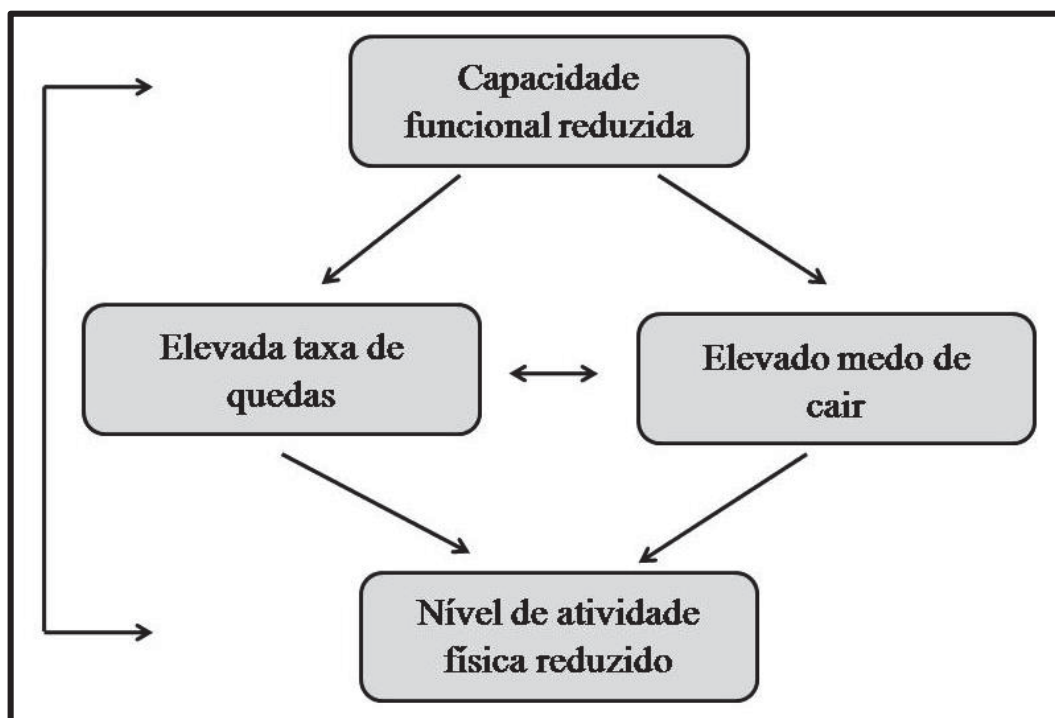 Capacidade
funcional reduzida
Elevada taxa de
quedas
Elevado medo de
cair
Nível de atividade
física reduzido